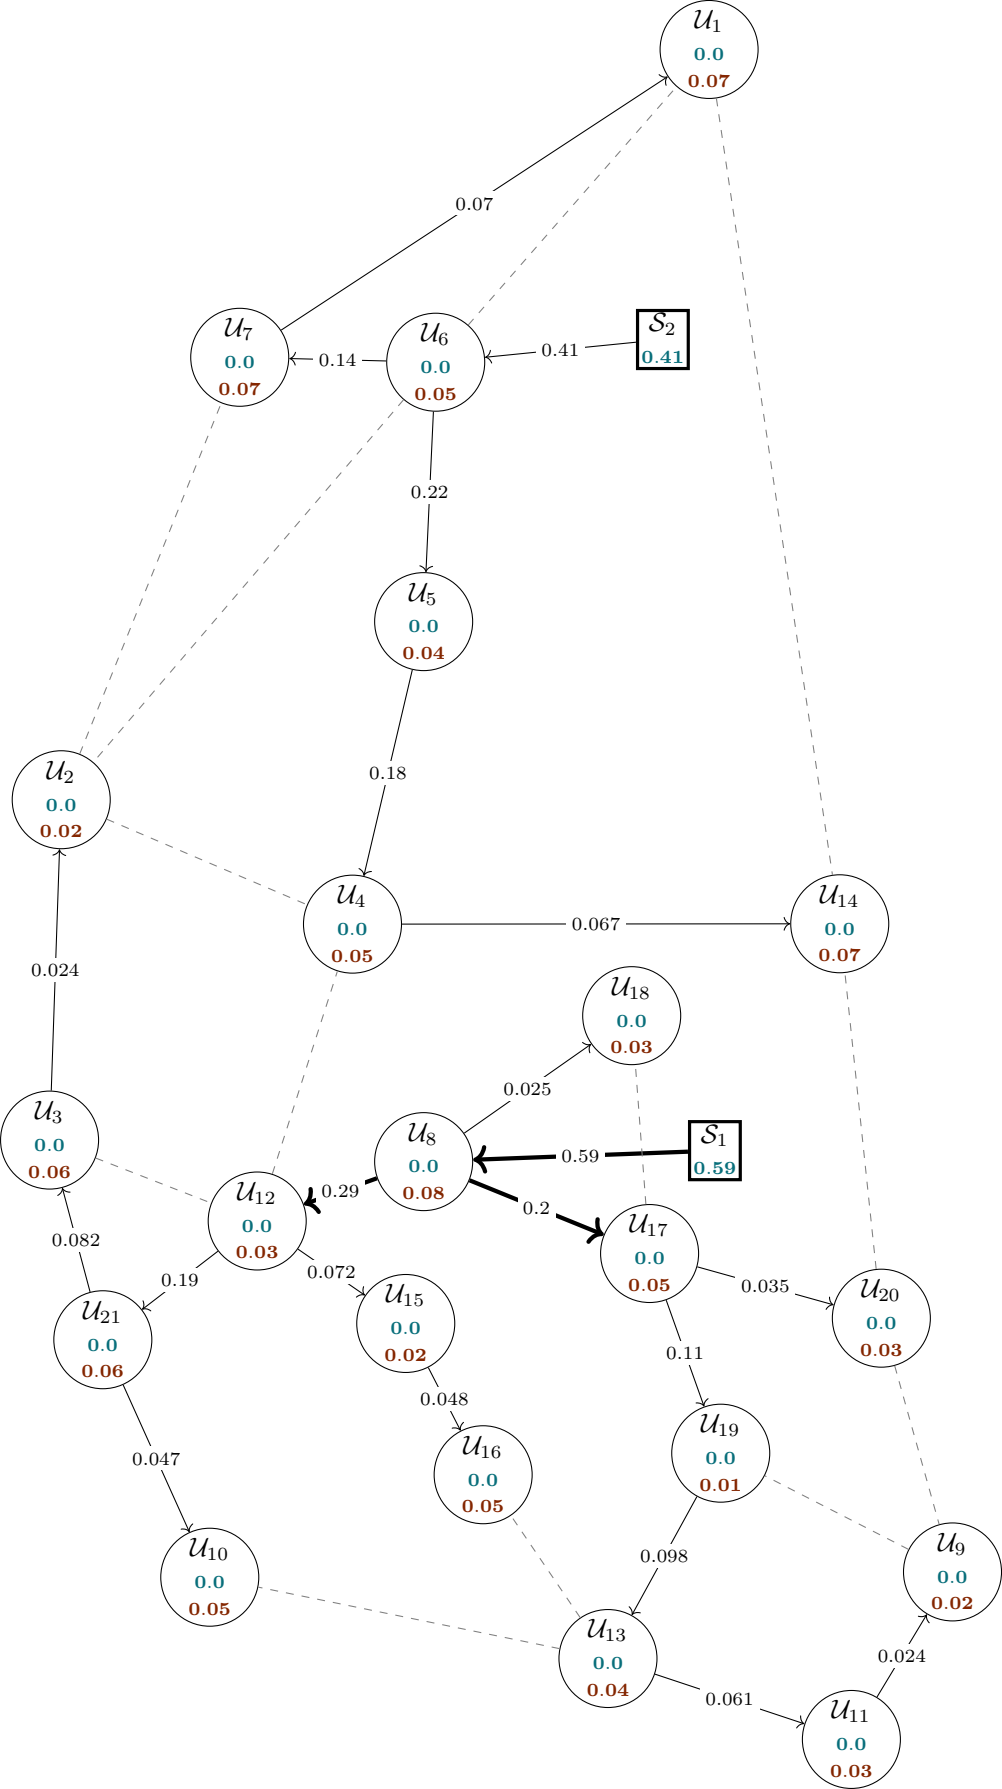 𝒰₁
0.0
0.07
0.07
𝒰₇
0.0
0.07
0.14
𝒰₆
0.0
0.05
0.41
𝒮₂
0.41
0.22
𝒰₅
0.0
0.04
0.18
𝒰₂
0.0
0.02
𝒰₄
0.0
0.05
0.067
𝒰₁₄
0.0
0.07
0.024
𝒰₁₈
0.0
0.03
0.025
𝒰₃
0.0
0.06
𝒰₈
0.0
0.08
0.59
𝒮₁
0.59
𝒰₁₂
0.0
0.03
0.29
0.2
𝒰₁₇
0.0
0.05
0.082
0.19
0.072
0.035
𝒰₂₁
0.0
0.06
𝒰₁₅
0.0
0.02
𝒰₂₀
0.0
0.03
0.11
0.048
0.047
𝒰₁₆
0.0
0.05
𝒰₁₉
0.0
0.01
0.098
𝒰₁₀
0.0
0.05
𝒰₉
0.0
0.02
𝒰₁₃
0.0
0.04
0.024
0.061
𝒰₁₁
0.0
0.03